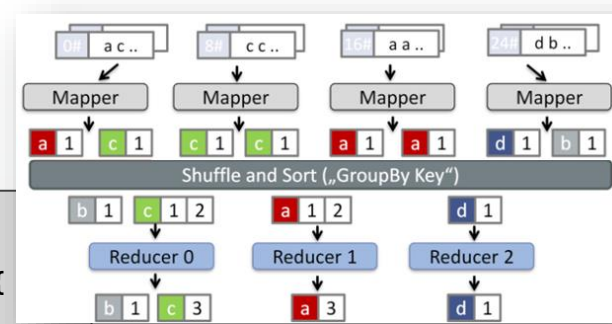 0# a c .. 8# c c .. 16# a a .. 24# d b ..
Mapper Mapper Mapper Mapper
a 1 c 1 c 1 c 1 a 1 a 1 d 1 b 1
Shuffle and Sort („GroupBy Key“)
b 1 c 1 2 a 1 2 d 1
Reducer 0 Reducer 1 Reducer 2
b 1 c 3 a 3 d 1